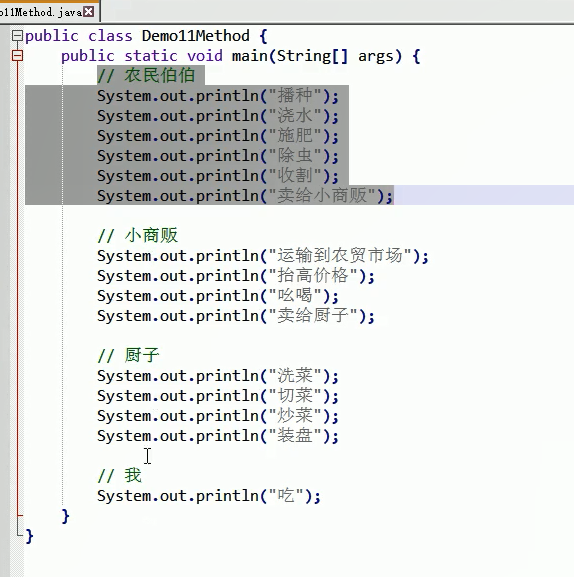 o11Method.java
public class Demo11Method {
public static void main(String[] args) {
// 农民伯伯
System.out.println("播种");
System.out.println("浇水");
System.out.println("施肥");
System.out.println("除虫");
System.out.println("收割");
System.out.println("卖给小商贩");
// 小商贩
System.out.println("运输到农贸市场");
System.out.println("抬高价格");
System.out.println("吆喝");
System.out.println("卖给厨子");
// 厨子
System.out.println("洗菜");
System.out.println("切菜");
System.out.println("炒菜");
System.out.println("装盘");
// 我
System.out.println("吃");
}
}